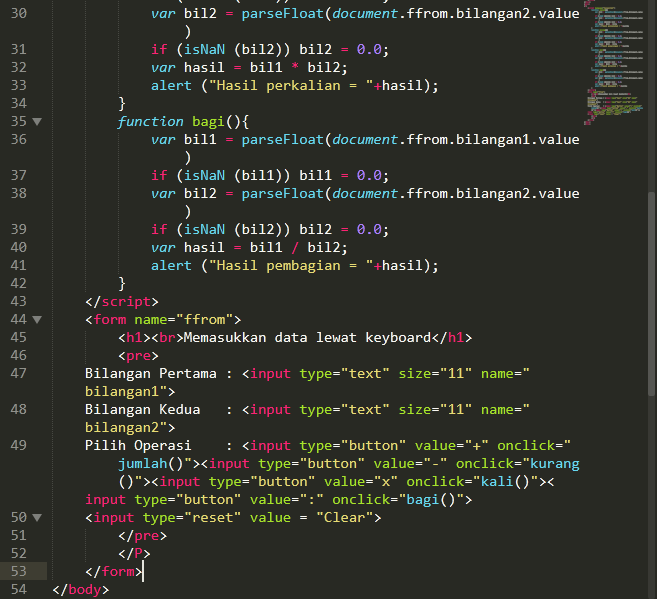 30 var bil2 = parseFloat(document.ffrom.bilangan2.value
)
31 if (isNaN (bil2)) bil2 = 0.0;
32 var hasil = bil1 * bil2;
33 alert ("Hasil perkalian = "+hasil);
34 }
35 function bagi(){
36 var bil1 = parseFloat(document.ffrom.bilangan1.value
)
37 if (isNaN (bil1)) bil1 = 0.0;
38 var bil2 = parseFloat(document.ffrom.bilangan2.value
)
39 if (isNaN (bil2)) bil2 = 0.0;
40 var hasil = bil1 / bil2;
41 alert ("Hasil pembagian = "+hasil);
42 }
43 </script>
44 <form name="ffrom">
45 <h1><br>Memasukkan data lewat keyboard</h1>
46 <pre>
47 Bilangan Pertama : <input type="text" size="11" name="
bilangan1">
48 Bilangan Kedua   : <input type="text" size="11" name="
bilangan2">
49 Pilih Operasi    : <input type="button" value="+" onclick="
jumlah()"><input type="button" value="-" onclick="kurang
()"><input type="button" value="x" onclick="kali()"><
input type="button" value=":" onclick="bagi()">
50 <input type="reset" value = "Clear">
51 </pre>
52 </P>
53 </form>
54 </body>